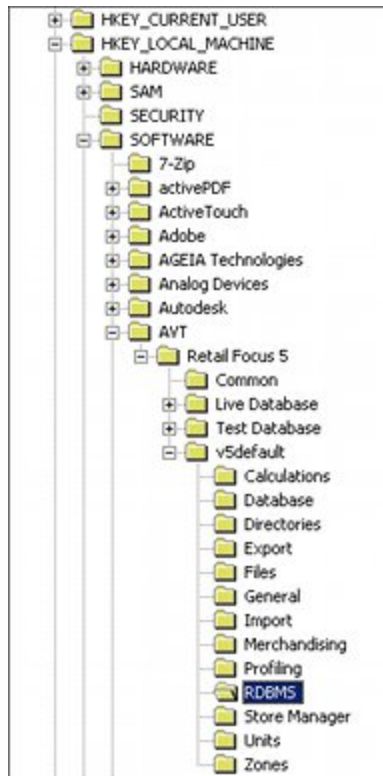 HKEY_CURRENT_USER
HKEY_LOCAL_MACHINE
HARDWARE
SAM
SECURITY
SOFTWARE
7-Zip
activePDF
ActiveTouch
Adobe
AGEIA Technologies
Analog Devices
Autodesk
AVT
Retail Focus 5
Common
Live Database
Test Database
v5default
Calculations
Database
Directories
Export
Files
General
Import
Merchandising
Profiling
RDBMS
Store Manager
Units
Zones